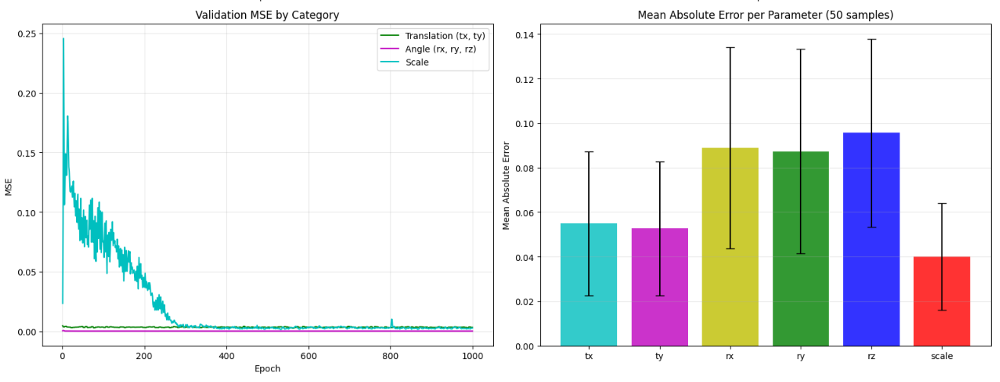 Validation MSE by Category
MSE
0.25
0.20
0.15
0.10
0.05
0.00
Translation (tx, ty)
Angle (rx, ry, rz)
Scale
0
200
400
600
800
1000
Epoch
Mean Absolute Error per Parameter (50 samples)
Mean Absolute Error
0.14
0.12
0.10
0.08
0.06
0.04
0.02
0.00
tx
ty
rx
ry
rz
scale